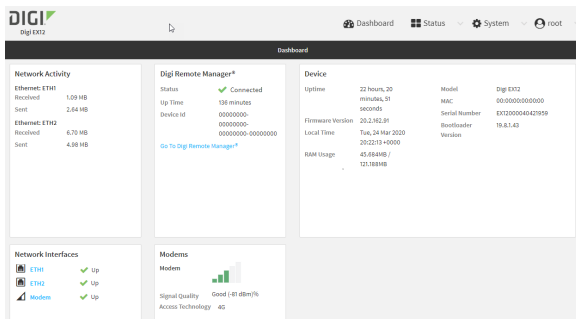 DIGI
Digi EX12
Dashboard
Status
System
root
Dashboard
Network Activity
Ethernet: ETH1
Received 1.09 MB
Sent 2.64 MB
Ethernet: ETH2
Received 6.70 MB
Sent 4.98 MB
Digi Remote Manager®
Status Connected
Up Time 136 minutes
Device Id 00000000-
00000000-
00000000-00000000
Go To Digi Remote Manager®
Device
Uptime 22 hours, 20
minutes, 51
seconds
Firmware Version 20.2.162.91
Local Time Tue, 24 Mar 2020
20:22:13 +0000
RAM Usage 45.684MB /
121.188MB
Model Digi EX12
MAC 00:00:00:00:00:00
Serial Number EX12000040421959
Bootloader 19.8.1.43
Version
Network Interfaces
ETH1 Up
ETH2 Up
Modem Up
Modems
Modem
Signal Quality Good (-81 dBm)%
Access Technology 4G